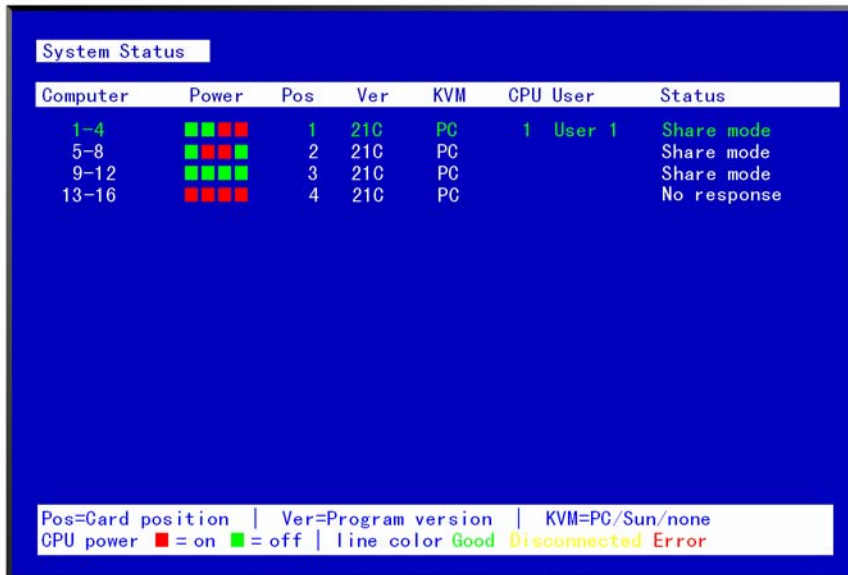 System Status
Computer Power Pos Ver KVM CPU User Status
1-4 1 21C PC 1 User 1 Share mode
5-8 2 21C PC Share mode
9-12 3 21C PC Share mode
13-16 4 21C PC No response
Pos=Card position | Ver=Program version | KVM=PC/Sun/none
CPU power = on = off | line color Good Disconnected Error